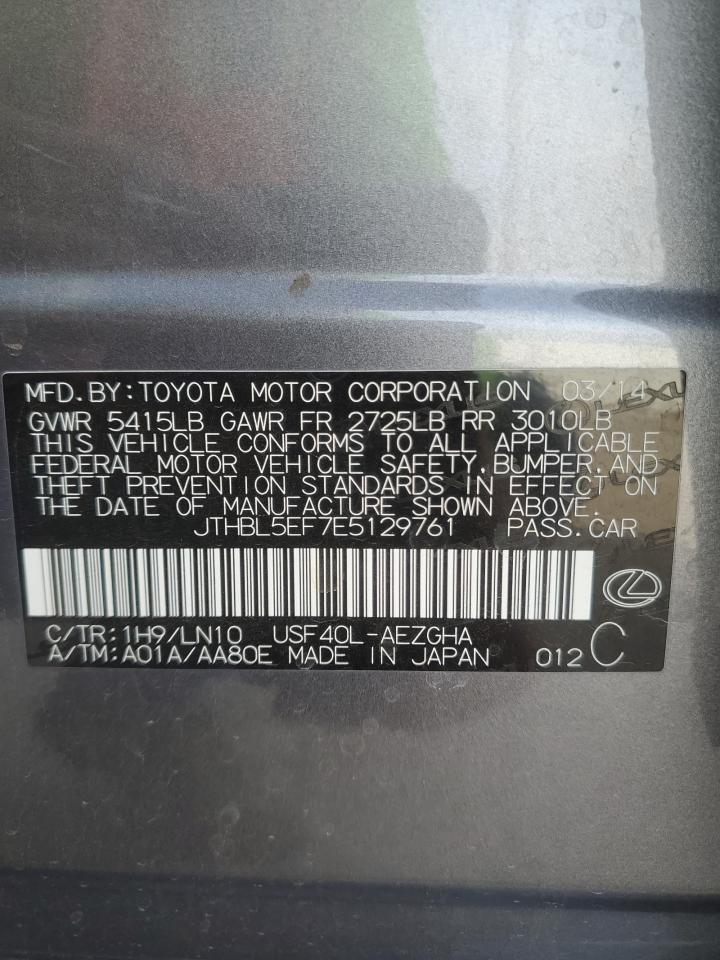 MFD.BY:TOYOTA MOTOR CORPORATION 03/14
GVWR 5415LB GAWR FR 2725LB RR 3010LB
THIS VEHICLE CONFORMS TO ALL APPLICABLE
FEDERAL MOTOR VEHICLE SAFETY,BUMPER,AND
THEFT PREVENTION STANDARDS IN EFFECT ON
THE DATE OF MANUFACTURE SHOWN ABOVE.
JTHBL5EF7E5129761 PASS.CAR
C/TR:1H9/LN10 USF40L-AEZGHA
A/TM:A01A/AA80E MADE IN JAPAN 012 C